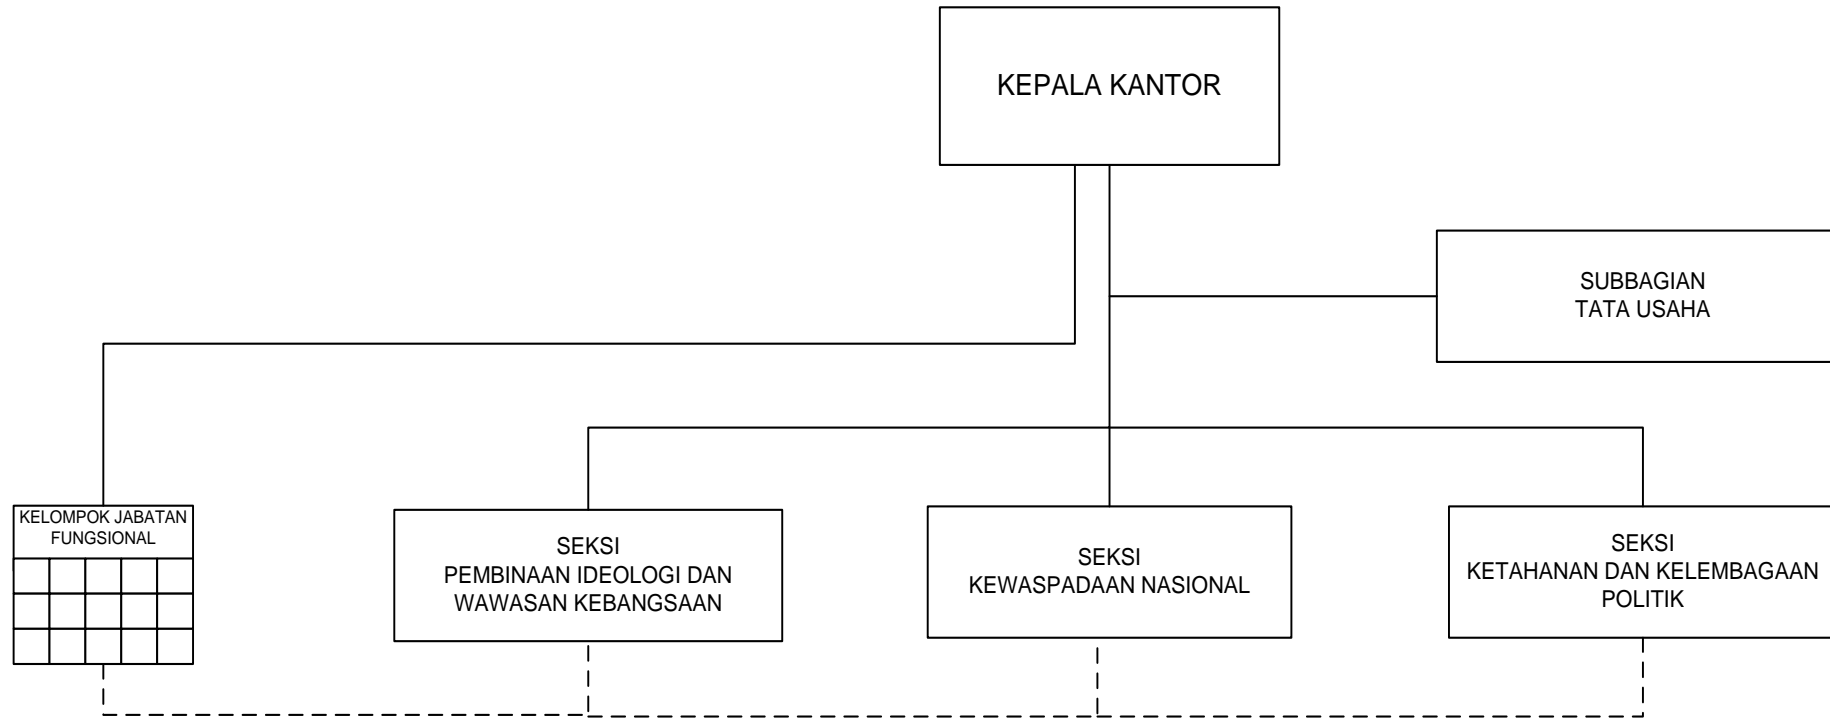 KEPALA KANTOR
SUBBAGIAN
TATA USAHA
KELOMPOK JABATAN
FUNGSIONAL
SEKSI
PEMBINAAN IDEOLOGI DAN
WAWASAN KEBANGSAAN
SEKSI
KEWASPADAAN NASIONAL
SEKSI
KETAHANAN DAN KELEMBAGAAN
POLITIK